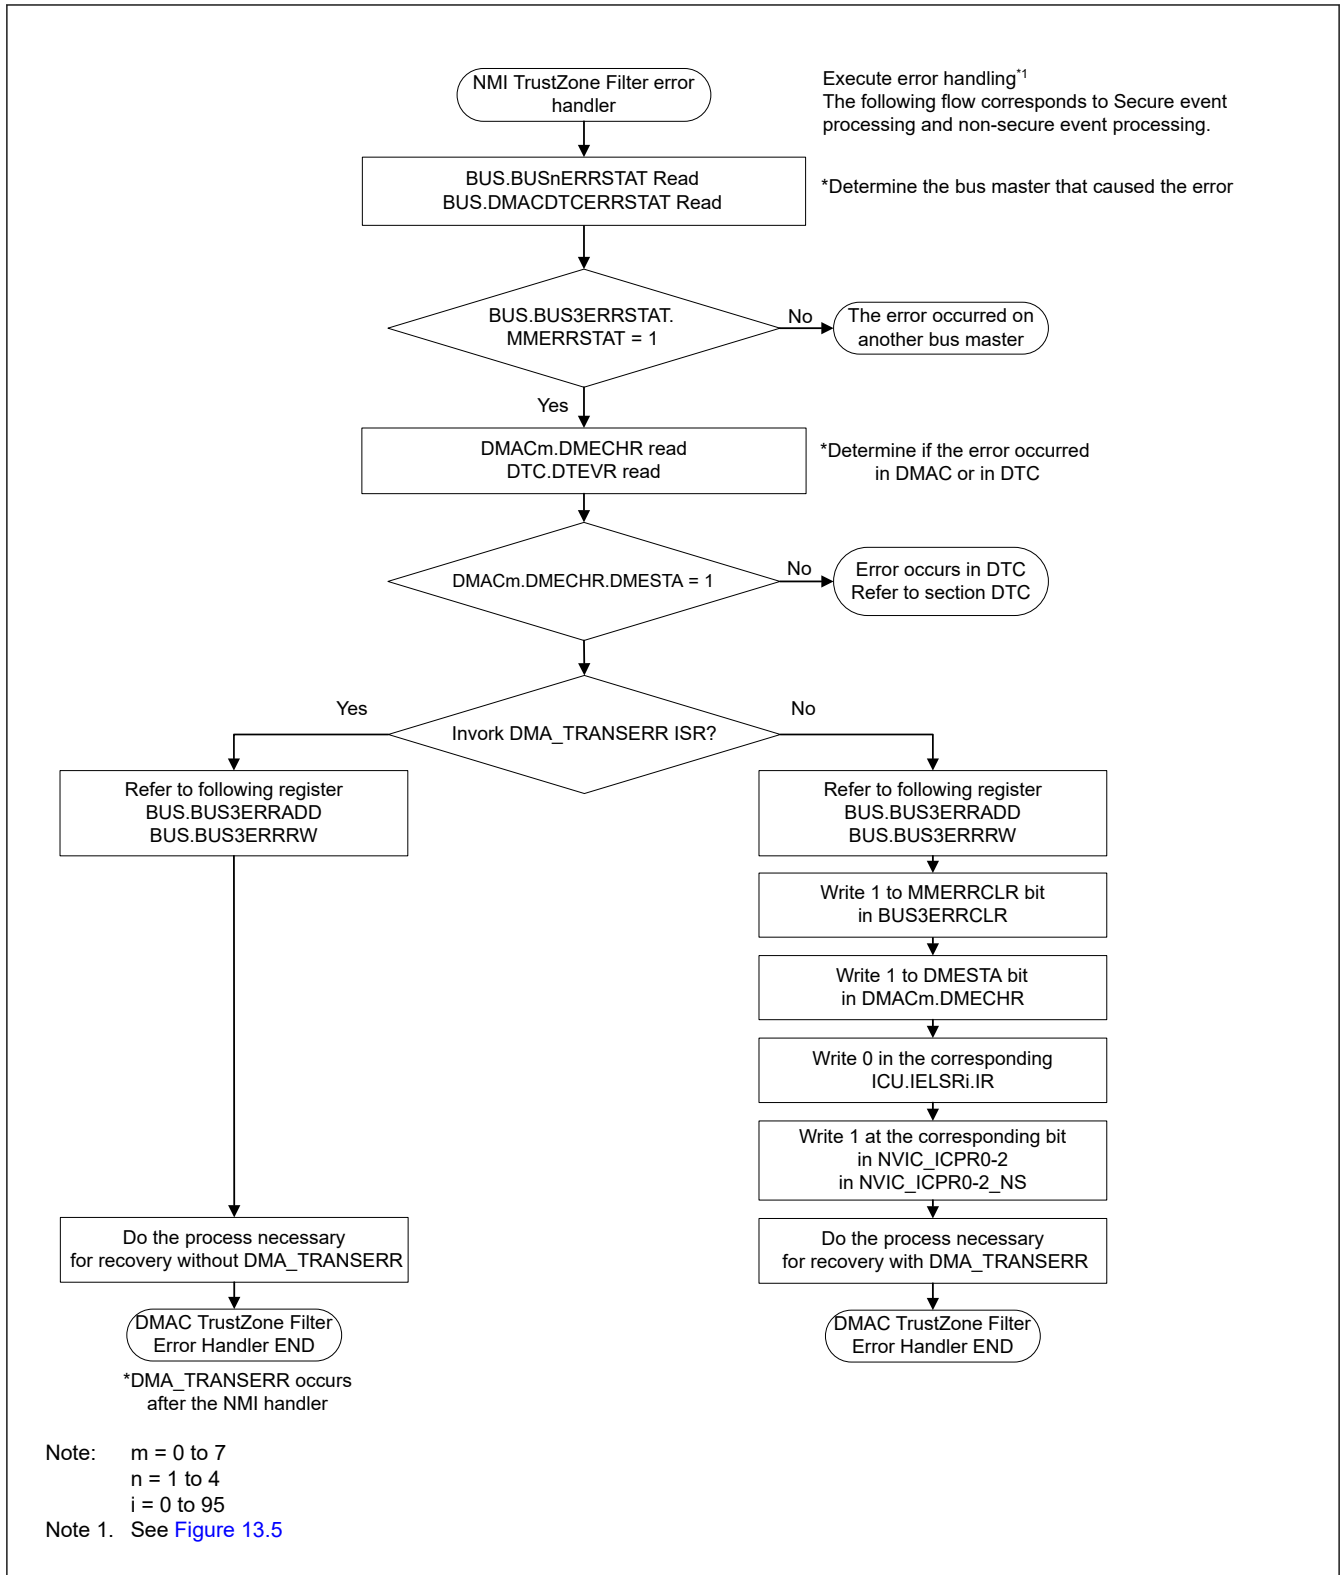 NMI TrustZone Filter error
handler
Execute error handling*1
The following flow corresponds to Secure event
processing and non-secure event processing.
BUS.BUSnERRSTAT Read
BUS.DMACDTCERRSTAT Read
*Determine the bus master that caused the error
BUS.BUS3ERRSTAT.
MMERRSTAT = 1
No
The error occurred on
another bus master
Yes
DMACm.DMECHR read
DTC.DTEVR read
*Determine if the error occurred
in DMAC or in DTC
DMACm.DMECHR.DMESTA = 1
No
Error occurs in DTC
Refer to section DTC
Yes
Invork DMA_TRANSERR ISR?
No
Refer to following register
BUS.BUS3ERRADD
BUS.BUS3ERRRW
Refer to following register
BUS.BUS3ERRADD
BUS.BUS3ERRRW
Write 1 to MMERRCLR bit
in BUS3ERRCLR
Write 1 to DMESTA bit
in DMACm.DMECHR
Write 0 in the corresponding
ICU.IELSRi.IR
Write 1 at the corresponding bit
in NVIC_ICPR0-2
in NVIC_ICPR0-2_NS
Do the process necessary
for recovery without DMA_TRANSERR
Do the process necessary
for recovery with DMA_TRANSERR
DMAC TrustZone Filter
Error Handler END
DMAC TrustZone Filter
Error Handler END
*DMA_TRANSERR occurs
after the NMI handler
Note: m = 0 to 7
n = 1 to 4
i = 0 to 95
Note 1. See Figure 13.5